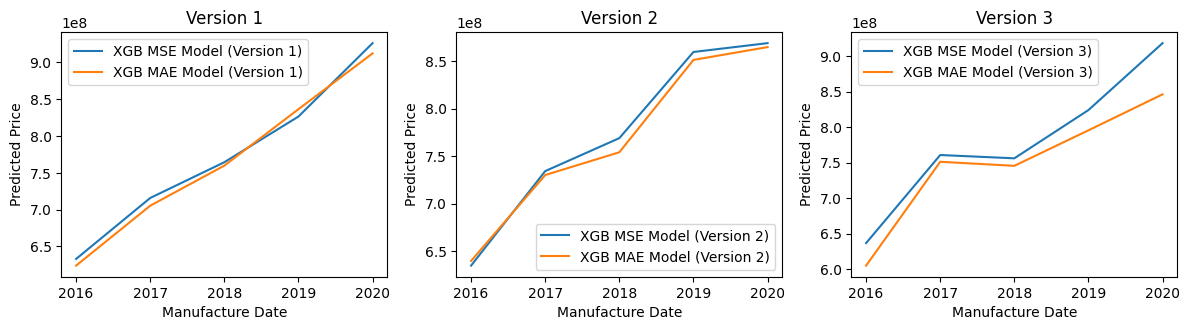 Version 1
1e8
XGB MSE Model (Version 1)
XGB MAE Model (Version 1)
9.0
8.5
8.0
7.5
7.0
6.5
Predicted Price
2016 2017 2018 2019 2020
Manufacture Date
Version 2
1e8
8.5
8.0
7.5
7.0
6.5
Predicted Price
XGB MSE Model (Version 2)
XGB MAE Model (Version 2)
2016 2017 2018 2019 2020
Manufacture Date
Version 3
1e8
XGB MSE Model (Version 3)
XGB MAE Model (Version 3)
9.0
8.5
8.0
7.5
7.0
6.5
6.0
Predicted Price
2016 2017 2018 2019 2020
Manufacture Date